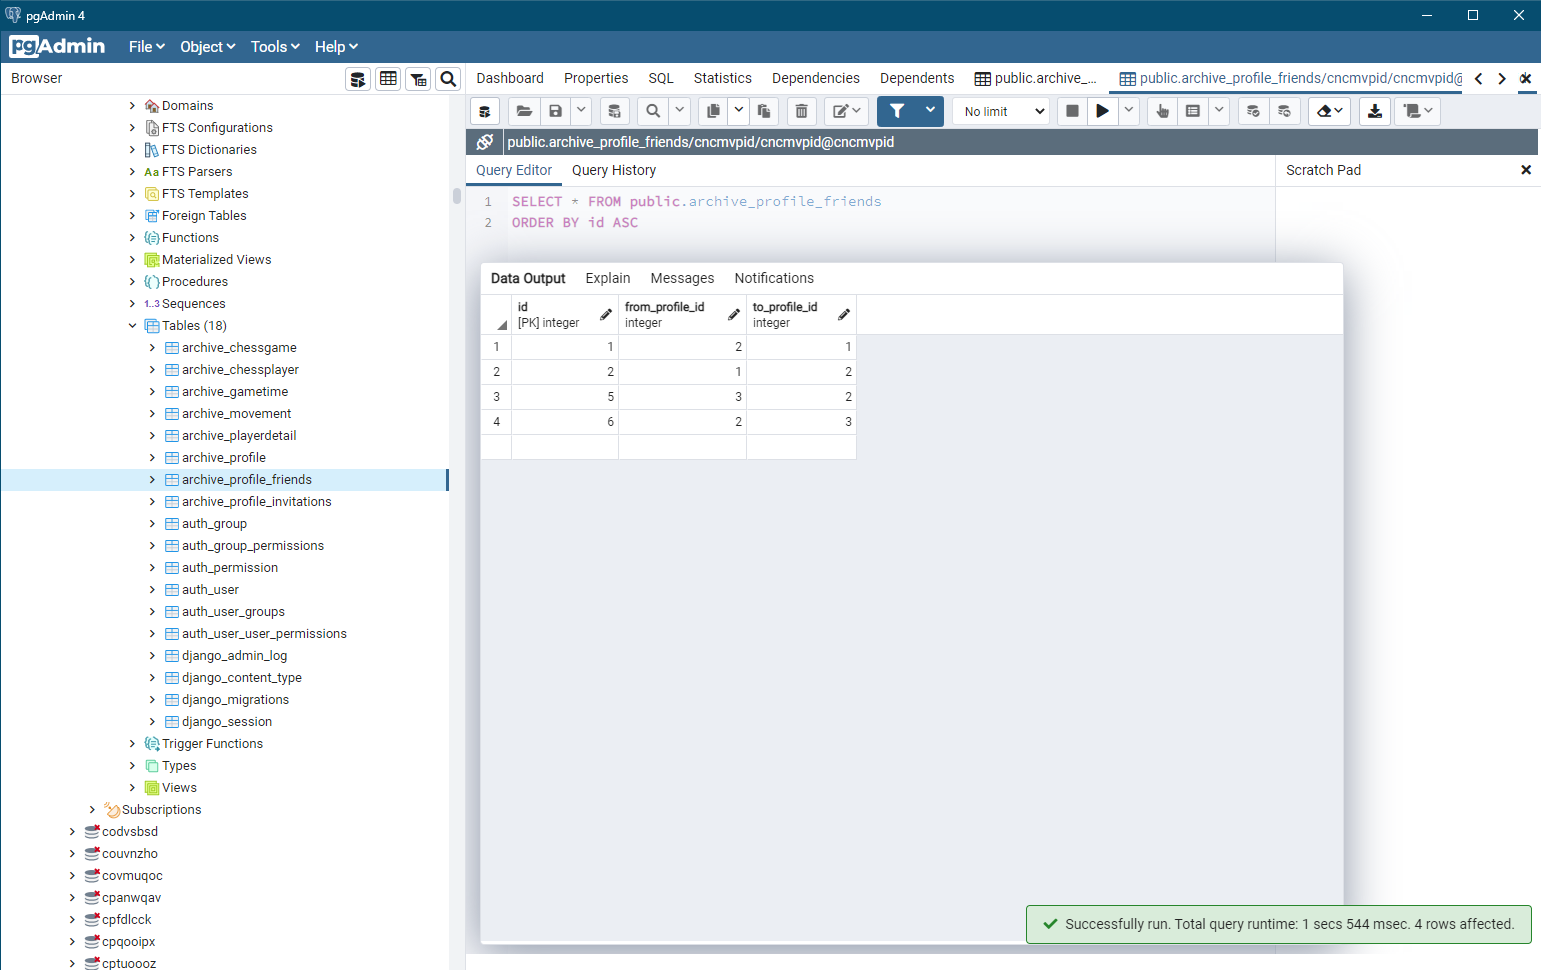 pgAdmin 4
pgAdmin File Object Tools Help
Browser
Dashboard Properties SQL Statistics Dependencies Dependents public.archive_... public.archive_profile_friends/cncmvpid/cncmvpid@
No limit
public.archive_profile_friends/cncmvpid/cncmvpid@cncmvpid
Query Editor Query History
Scratch Pad
1 SELECT * FROM public.archive_profile_friends
2 ORDER BY id ASC
Data Output Explain Messages Notifications
id from_profile_id to_profile_id
[PK] integer integer integer
1 1 2 1
2 2 1 2
3 5 3 2
4 6 2 3
Domains
FTS Configurations
FTS Dictionaries
Aa FTS Parsers
FTS Templates
Foreign Tables
Functions
Materialized Views
Procedures
1..3 Sequences
Tables (18)
archive_chessgame
archive_chessplayer
archive_gametime
archive_movement
archive_playerdetail
archive_profile
archive_profile_friends
archive_profile_invitations
auth_group
auth_group_permissions
auth_permission
auth_user
auth_user_groups
auth_user_user_permissions
django_admin_log
django_content_type
django_migrations
django_session
Trigger Functions
Types
Views
Subscriptions
codvsbsd
couvnzho
covmuqoc
cpanwqav
cpfdlcck
cpqooipx
cptuoooz
Successfully run. Total query runtime: 1 secs 544 msec. 4 rows affected.